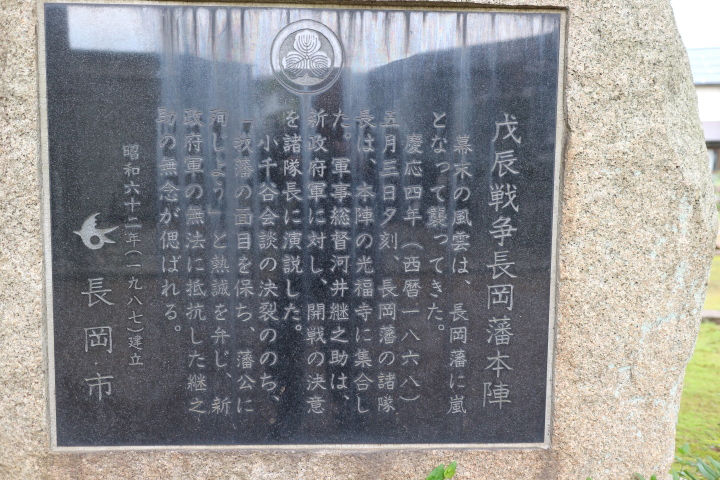 戊辰戦争長岡藩本陣
幕末の風雲は、長岡藩に嵐
となって襲ってきた。
慶応四年（西暦一八六八）
五月三日夕刻、長岡藩の諸隊
長は、本陣の光福寺に集合し
た。軍事総督河井継之助は、
新政府軍に対し、開戦の決意
を諸隊長に演説した。
小千谷会談の決裂ののち、
「我藩の面目を保ち、藩公に
殉しよう」と熱誠を弁じ、新
政府軍の無法に抵抗した継之
助の無念が偲ばれる。
昭和六十二年（一九八七）建立
長岡市